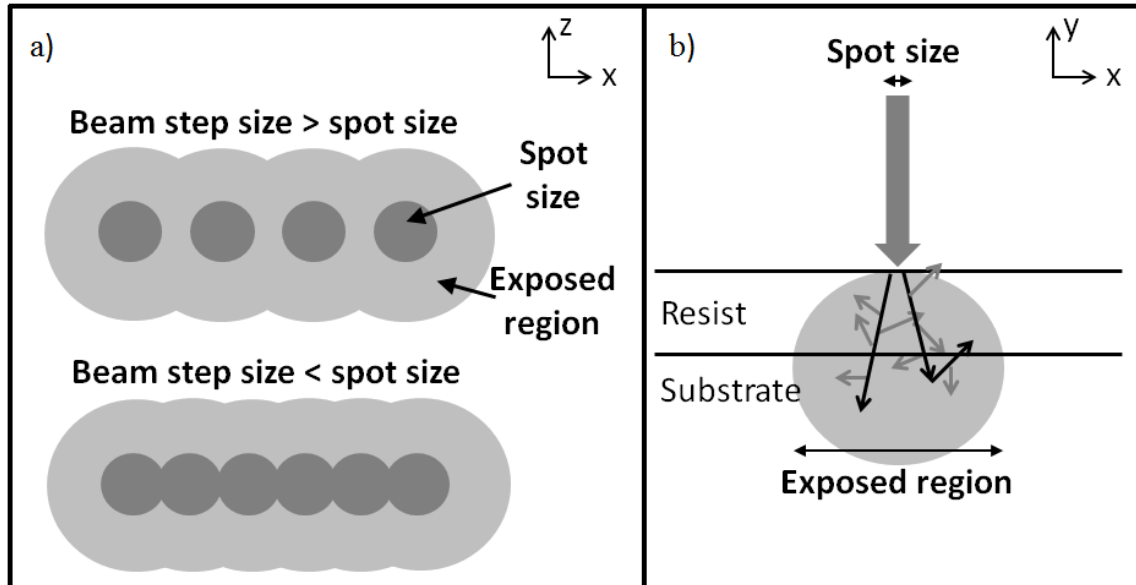 a)
z
x
Beam step size > spot size
Spot
size
Exposed
region
Beam step size < spot size
b)
y
x
Spot size
Resist
Substrate
Exposed region